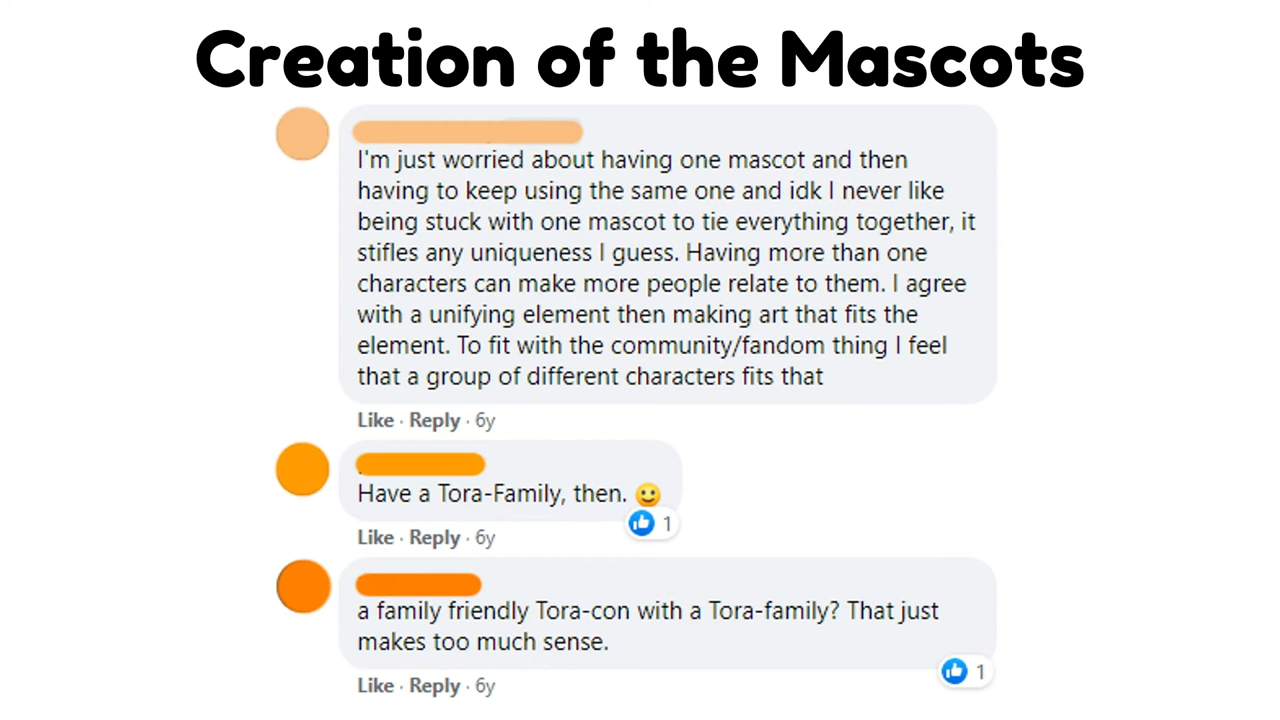 Creation of the Mascots
I'm just worried about having one mascot and then
having to keep using the same one and idk I never like
being stuck with one mascot to tie everything together, it
stifles any uniqueness I guess. Having more than one
characters can make more people relate to them. I agree
with a unifying element then making art that fits the
element. To fit with the community/fandom thing I feel
that a group of different characters fits that
Like · Reply · 6y
Have a Tora-Family, then. 🙂
1
Like · Reply · 6y
a family friendly Tora-con with a Tora-family? That just
makes too much sense.
1
Like · Reply · 6y